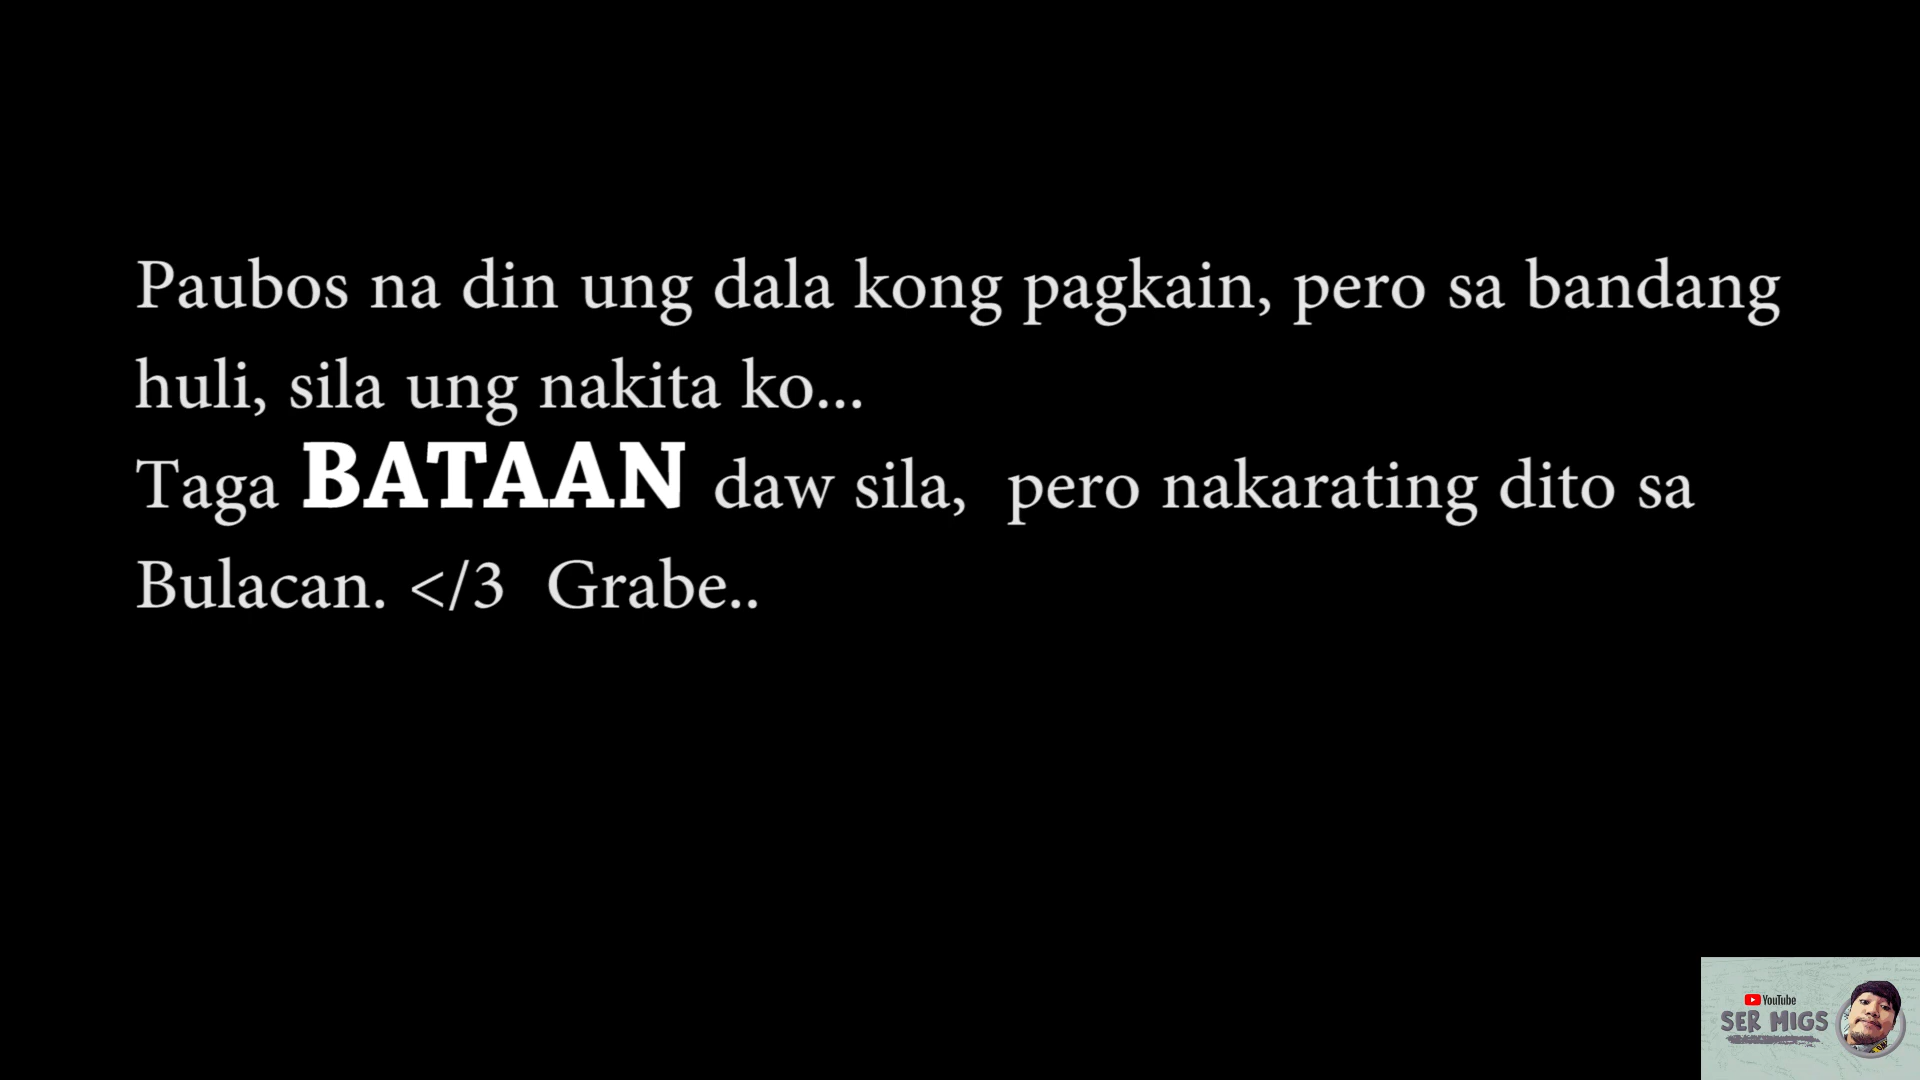 Paubos na din ung dala kong pagkain, pero sa bandang
huli, sila ung nakita ko...
Taga BATAAN daw sila,  pero nakarating dito sa
Bulacan. </3  Grabe..
YouTube
SER MIGS